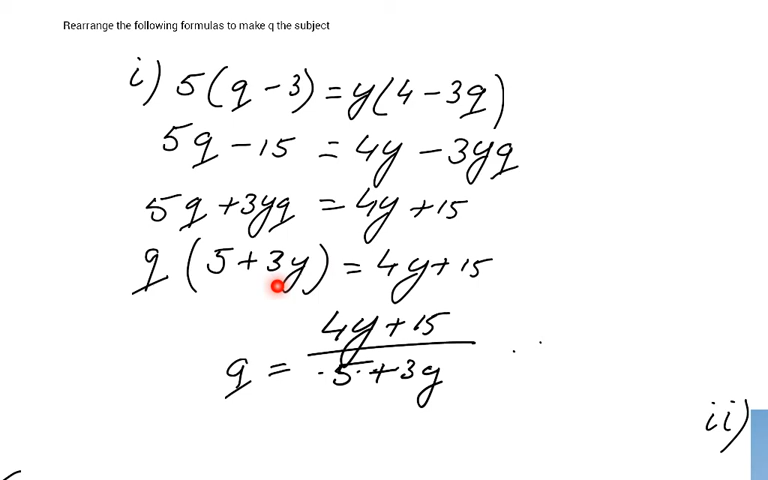 Rearrange the following formulas to make q the subject
i) 5(q - 3) = y(4 - 3q)
5q - 15 = 4y - 3yq
5q + 3yq = 4y + 15
q (5 + 3y) = 4y + 15
q = \frac{4y + 15}{5 + 3y}
ii)